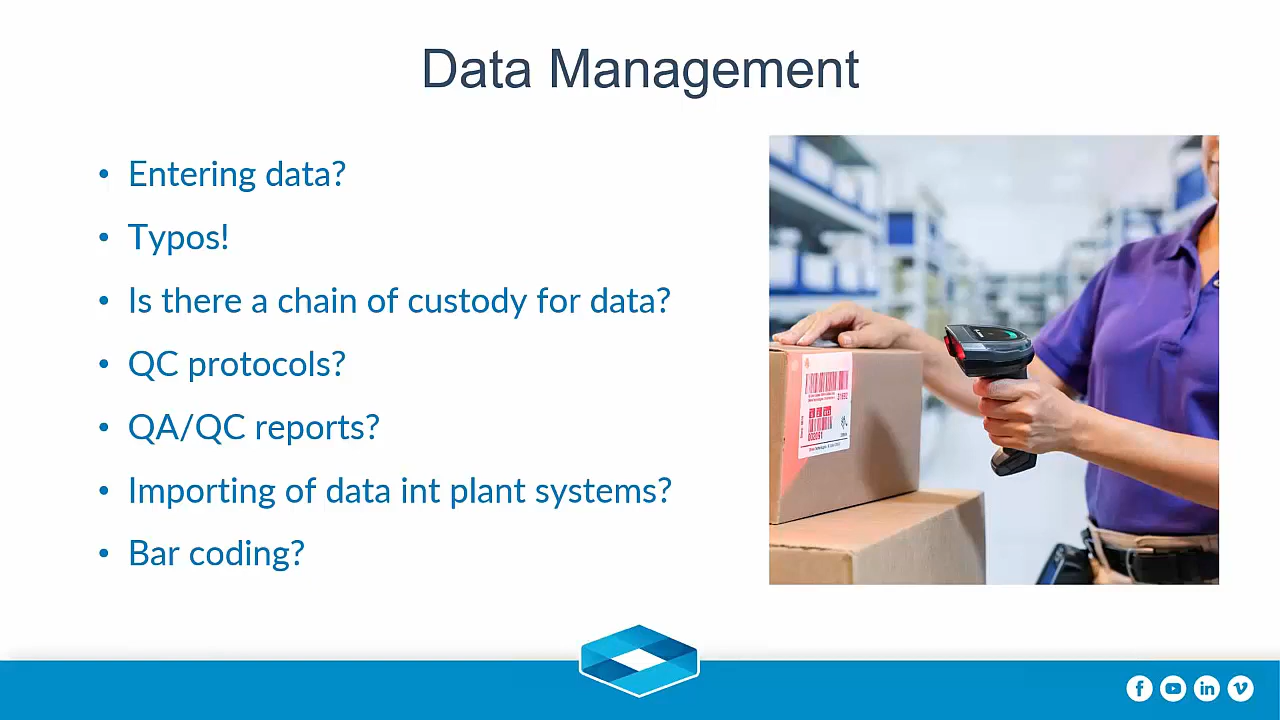 Data Management
• Entering data?
• Typos!
• Is there a chain of custody for data?
• QC protocols?
• QA/QC reports?
• Importing of data int plant systems?
• Bar coding?